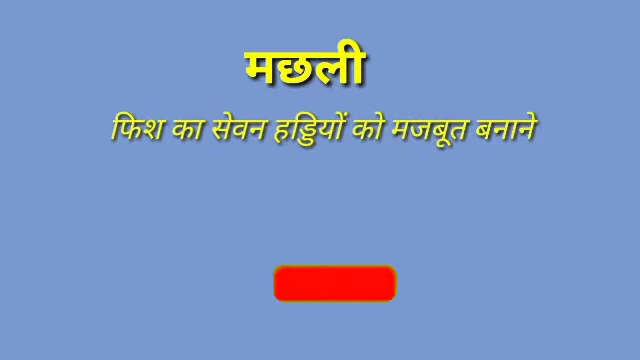 मछली
फिश का सेवन हड्डियों को मजबूत बनाने